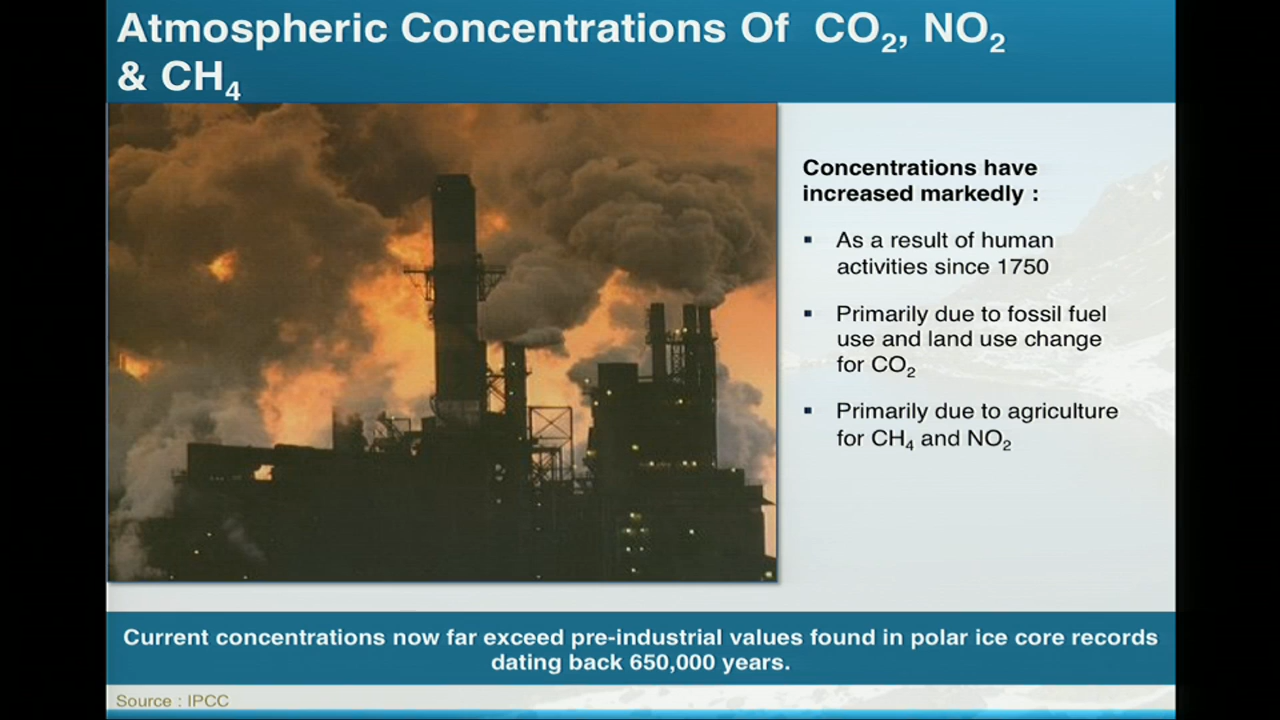 Atmospheric Concentrations Of CO₂, NO₂
& CH₄
Concentrations have
increased markedly :
▪ As a result of human
activities since 1750
▪ Primarily due to fossil fuel
use and land use change
for CO₂
▪ Primarily due to agriculture
for CH₄ and NO₂
Current concentrations now far exceed pre-industrial values found in polar ice core records
dating back 650,000 years.
Source : IPCC